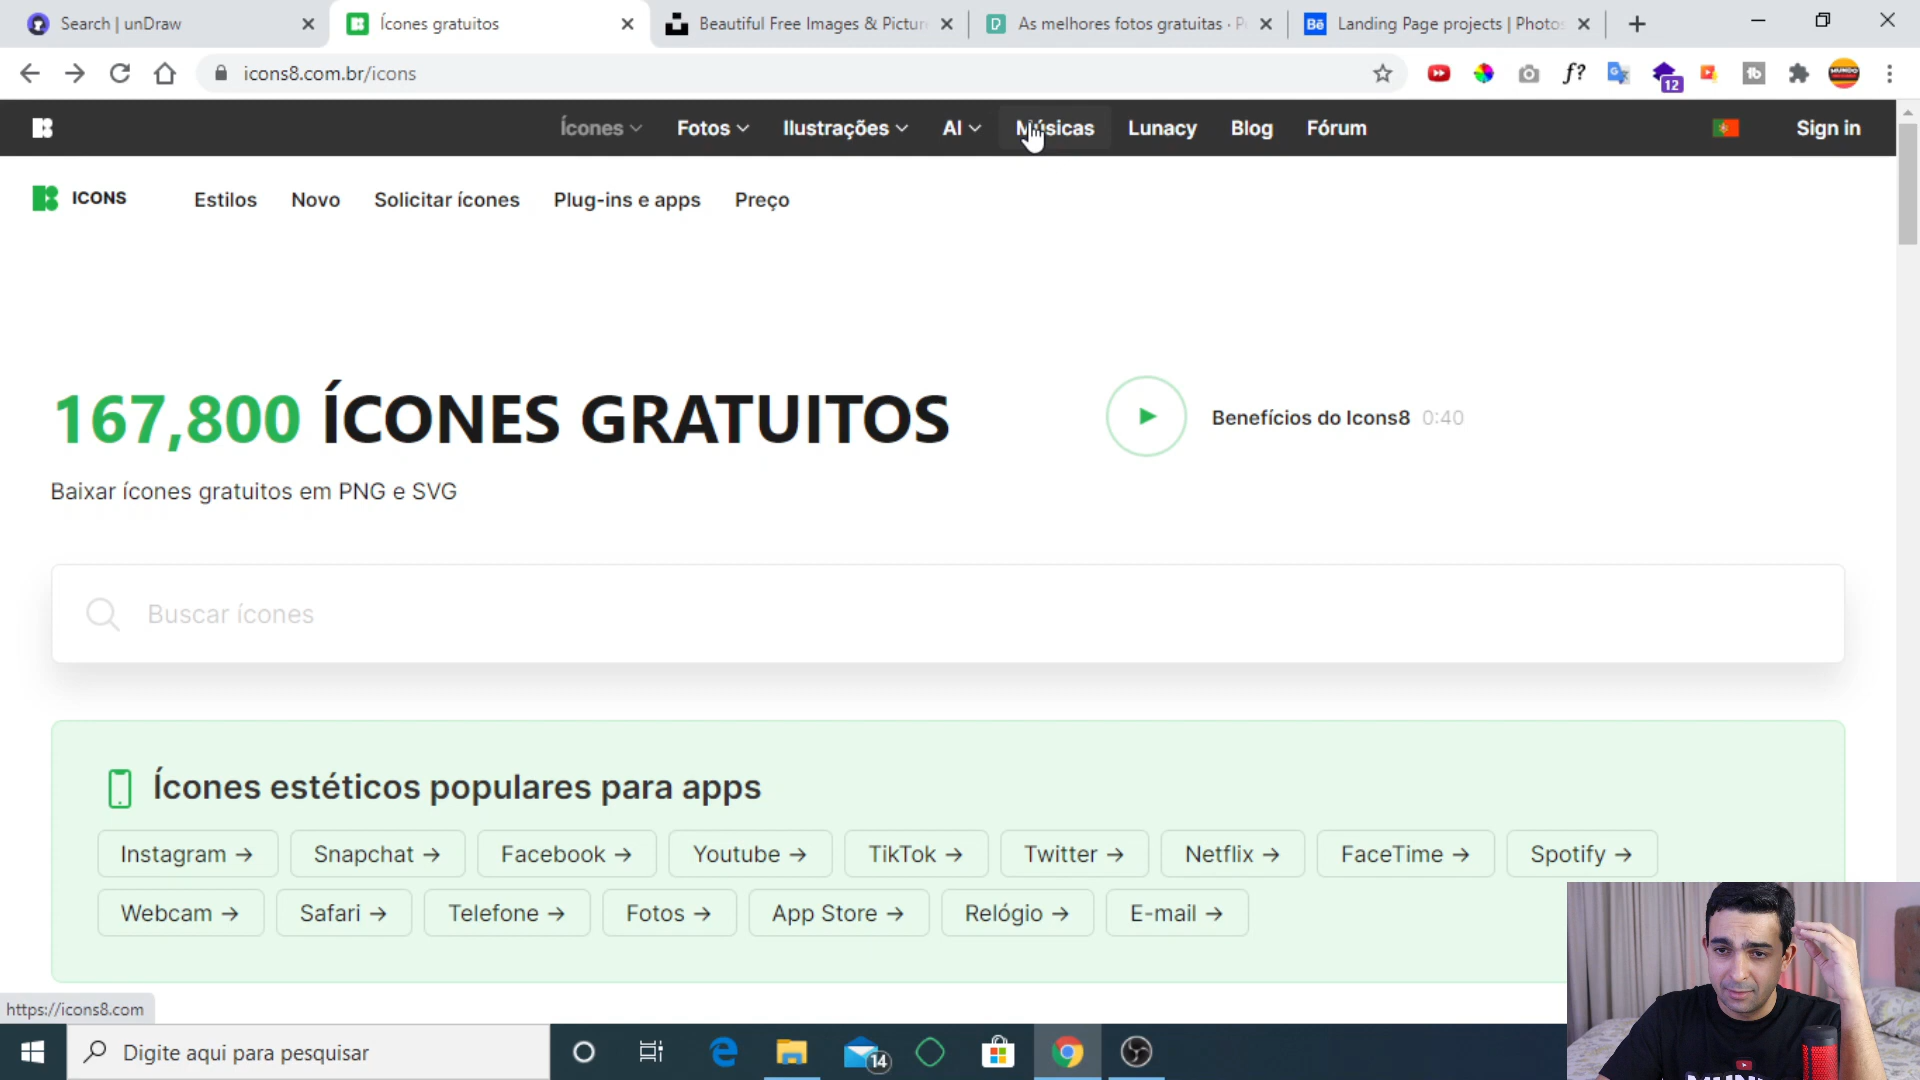 Search | unDraw
Ícones gratuitos
Beautiful Free Images & Pictur
As melhores fotos gratuitas · P
Bē Landing Page projects | Photos
icons8.com.br/icons
f?
12
Ícones
Fotos
Ilustrações
AI
Músicas
Lunacy
Blog
Fórum
Sign in
ICONS
Estilos
Novo
Solicitar ícones
Plug-ins e apps
Preço
167,800 ÍCONES GRATUITOS
Benefícios do Icons8 0:40
Baixar ícones gratuitos em PNG e SVG
Buscar ícones
Ícones estéticos populares para apps
Instagram →
Snapchat →
Facebook →
Youtube →
TikTok →
Twitter →
Netflix →
FaceTime →
Spotify →
Webcam →
Safari →
Telefone →
Fotos →
App Store →
Relógio →
E-mail →
https://icons8.com
Digite aqui para pesquisar
14